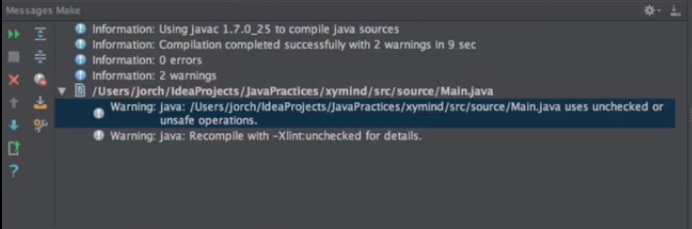 Messages Make
Information: Using javac 1.7.0_25 to compile java sources
Information: Compilation completed successfully with 2 warnings in 9 sec
Information: 0 errors
Information: 2 warnings
/Users/jorch/IdeaProjects/JavaPractices/xymind/src/source/Main.java
Warning: java: /Users/jorch/IdeaProjects/JavaPractices/xymind/src/source/Main.java uses unchecked or
unsafe operations.
Warning: java: Recompile with -Xlint:unchecked for details.